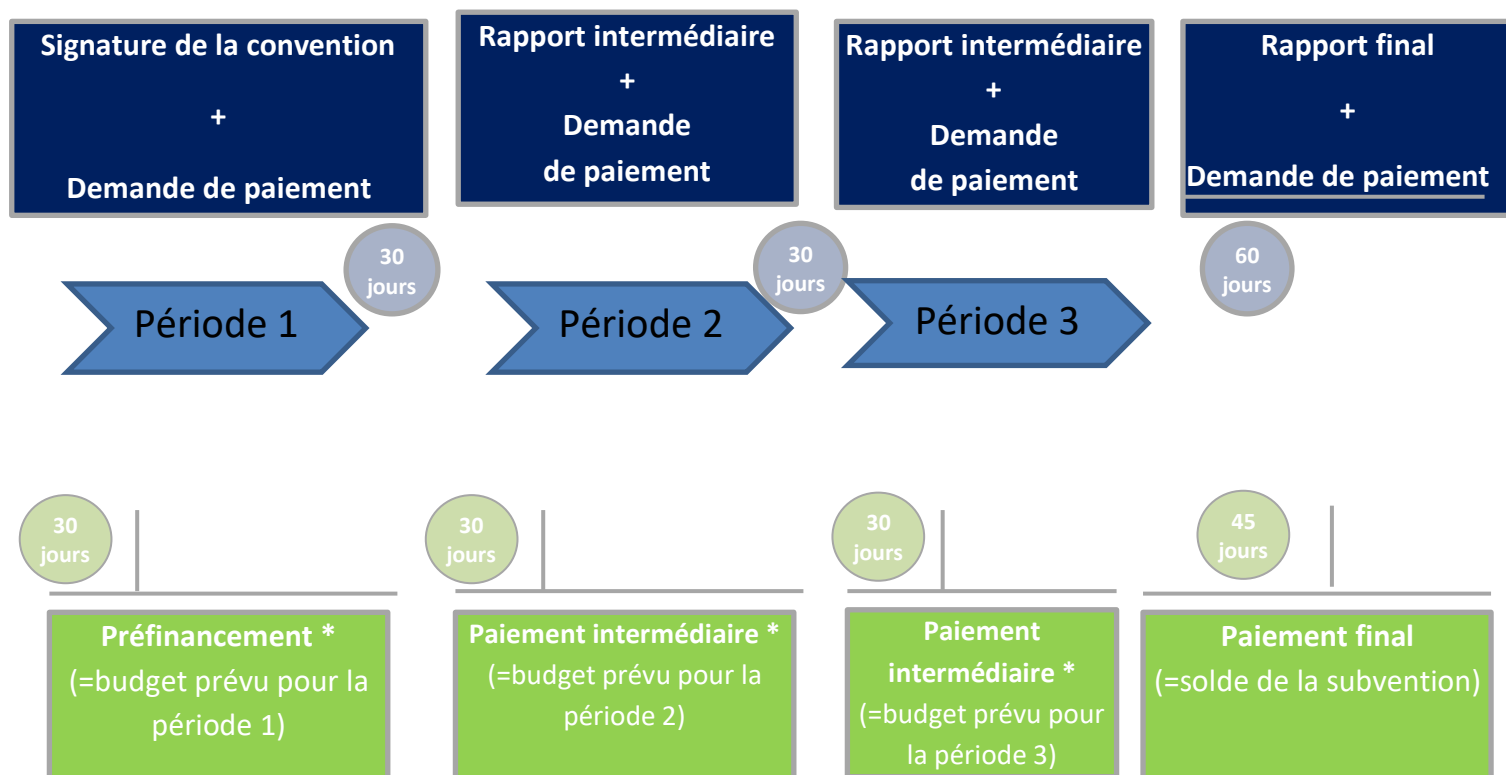 Signature de la convention
+
Demande de paiement
Rapport intermédiaire
+
Demande
de paiement
Rapport intermédiaire
+
Demande
de paiement
Rapport final
+
Demande de paiement
30
jours
30
jours
60
jours
Période 1
Période 2
Période 3
30
jours
30
jours
30
jours
45
jours
Préfinancement *
(=budget prévu pour la
période 1)
Paiement intermédiaire *
(=budget prévu pour la
période 2)
Paiement
intermédiaire *
(=budget prévu pour
la période 3)
Paiement final
(=solde de la subvention)